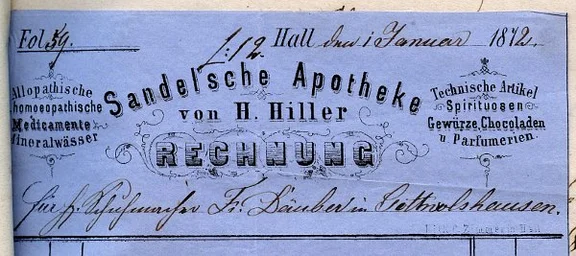 Fol. 59.
L: 12.
Hall den 1 Januar 1872.
Allopathische
homoeopathische
Medicamente
Mineralwässer
Sandel'sche Apotheke
von H. Hiller
RECHNUNG
Technische Artikel
Spirituosen
Gewürze, Chocoladen
u. Parfumerien.
für H. Schuhmacher Fr. Däuber in Gottwolshausen.